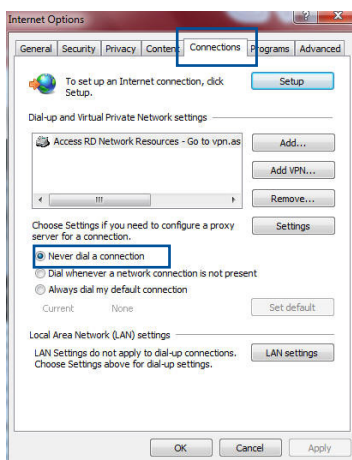 Internet Options
General Security Privacy Content Connections Programs Advanced
To set up an Internet connection, click
Setup.
Setup
Dial-up and Virtual Private Network settings
Access RD Network Resources - Go to vpn.as
Add...
Add VPN...
Remove...
Choose Settings if you need to configure a proxy
server for a connection.
Settings
Never dial a connection
Dial whenever a network connection is not present
Always dial my default connection
Current None
Set default
Local Area Network (LAN) settings
LAN Settings do not apply to dial-up connections.
Choose Settings above for dial-up settings.
LAN settings
OK Cancel Apply